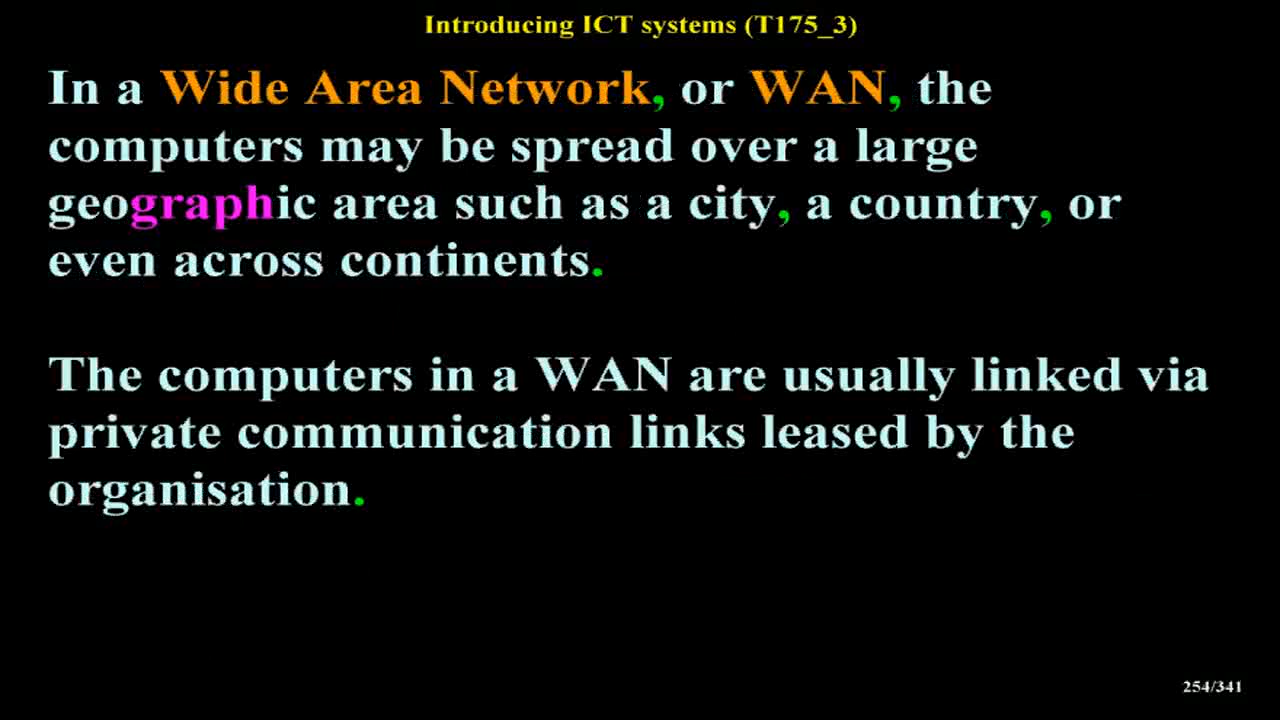 Introducing ICT systems (T175_3)
In a Wide Area Network, or WAN, the
computers may be spread over a large
geographic area such as a city, a country, or
even across continents.
The computers in a WAN are usually linked via
private communication links leased by the
organisation.
254/341